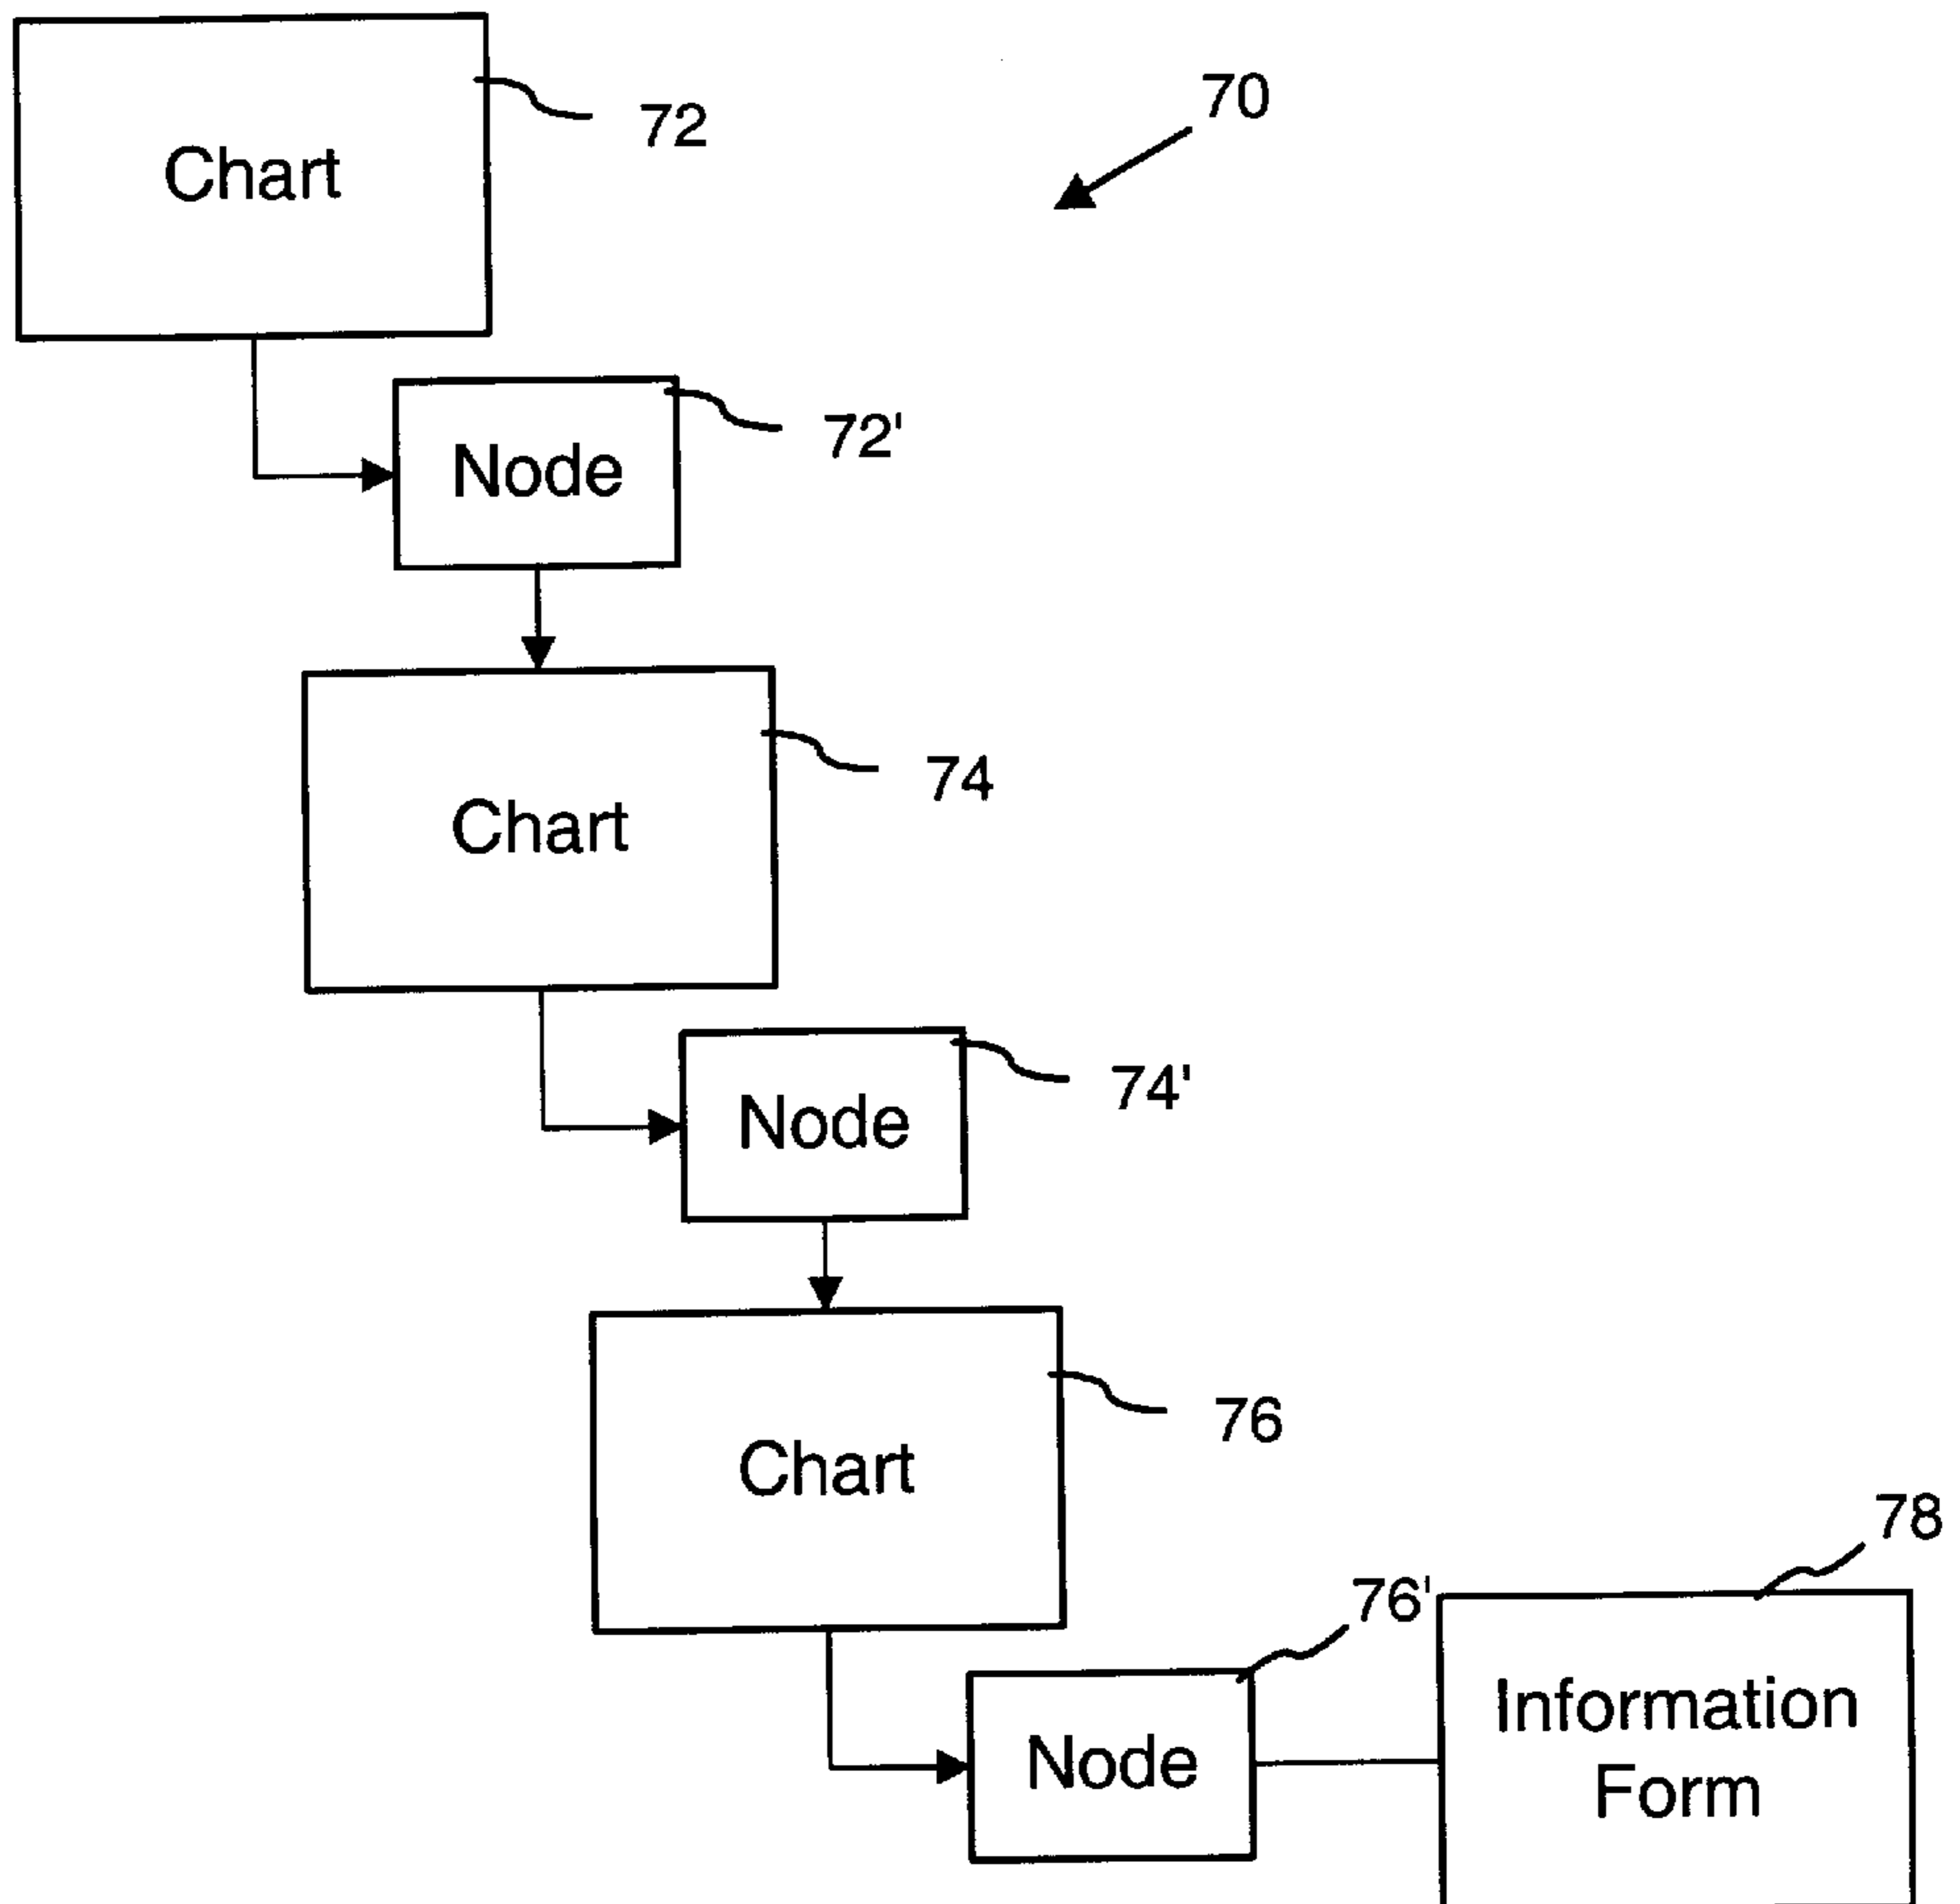 70
72
Chart
72'
Node
74
Chart
74'
Node
76
Chart
78
76'
Information
Node
Form